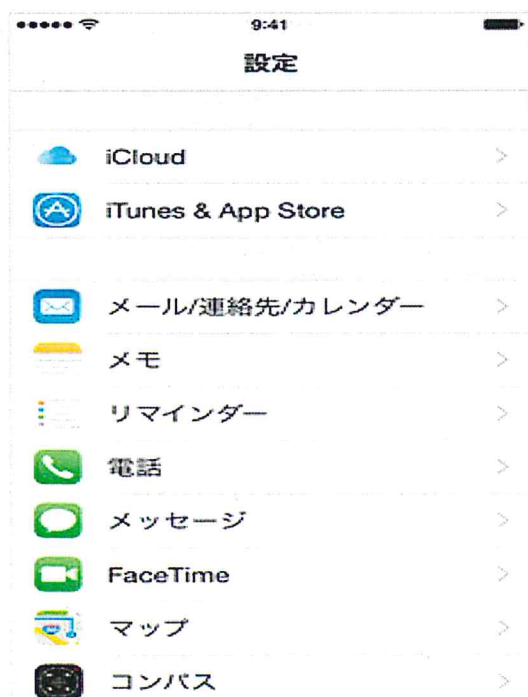 9:41
設定
iCloud
iTunes & App Store
メール/連絡先/カレンダー
メモ
リマインダー
電話
メッセージ
FaceTime
マップ
コンパス